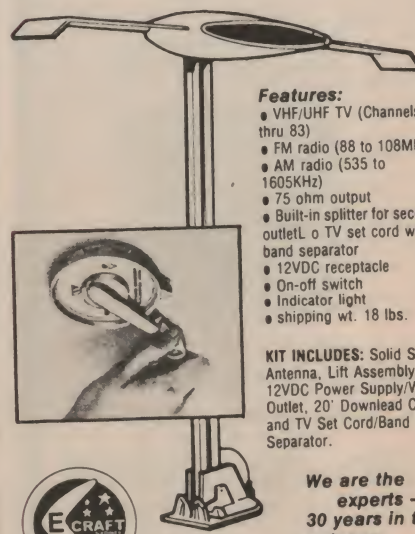 Features:
• VHF/UHF TV (Channels
thru 83)
• FM radio (88 to 108M
• AM radio (535 to
1605KHz)
• 75 ohm output
• Built-in splitter for sec
outletL o TV set cord w
band separator
• 12VDC receptacle
• On-off switch
• Indicator light
• shipping wt. 18 lbs.
KIT INCLUDES: Solid S
Antenna, Lift Assembly
12VDC Power Supply/V
Outlet, 20' Downlead C
and TV Set Cord/Band
Separator.
We are the
experts -
30 years in t
E CRAFT